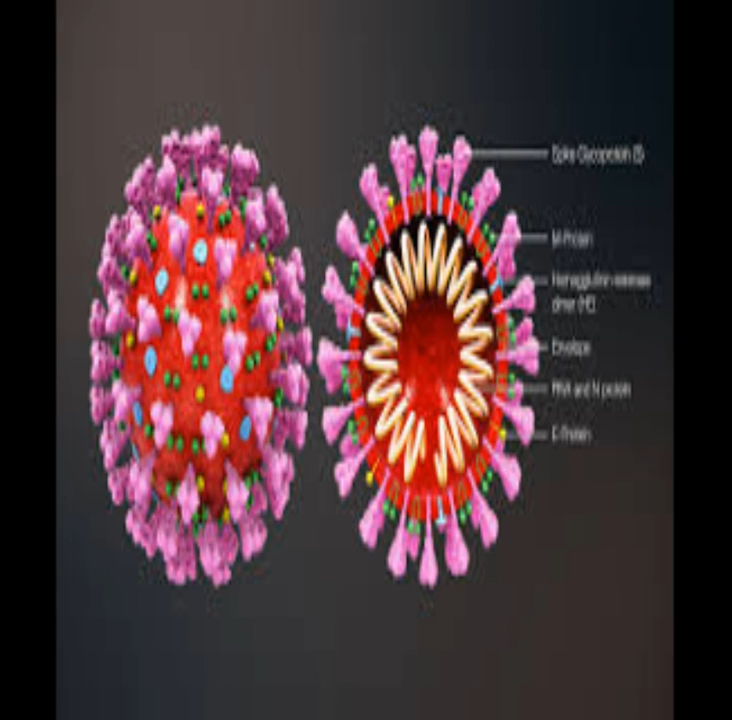 Spike Glycoprotein (S)
M-Protein
Hemagglutinin-esterase
dimer (HE)
Envelope
RNA and N protein
E-Protein